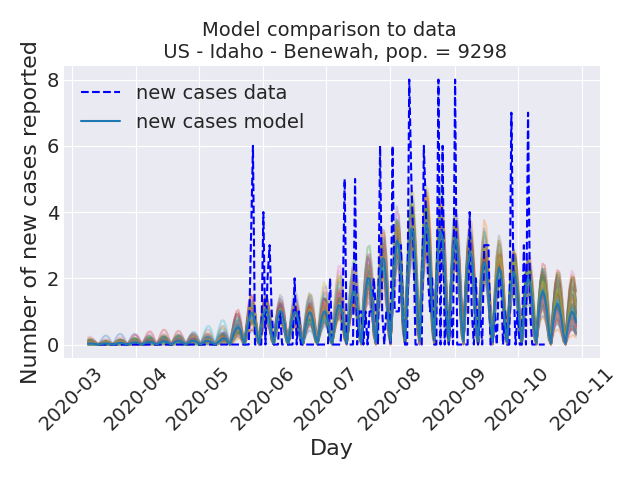 Model comparison to data
US - Idaho - Benewah, pop. = 9298
Number of new cases reported
8
6
4
2
0
new cases data
new cases model
2020-03
2020-04
2020-05
2020-06
2020-07
2020-08
2020-09
2020-10
2020-11
Day